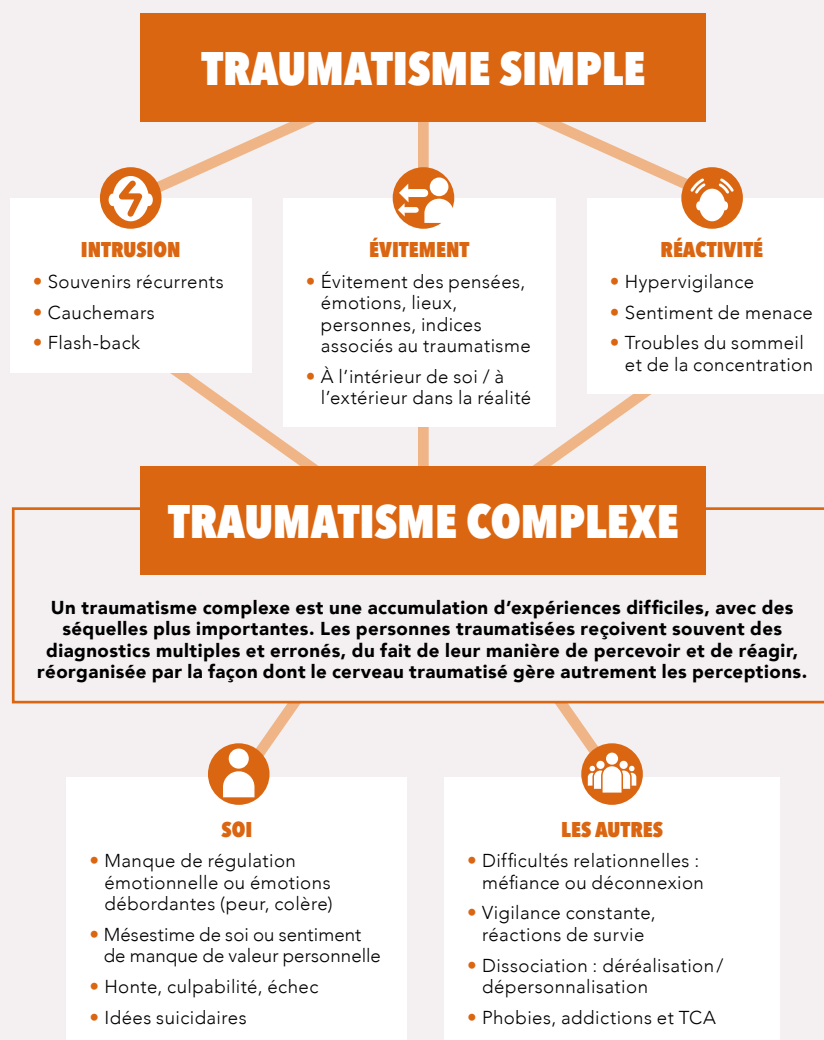 TRAUMATISME SIMPLE
INTRUSION
• Souvenirs récurrents
• Cauchemars
• Flash-back
ÉVITEMENT
• Évitement des pensées,
émotions, lieux,
personnes, indices
associés au traumatisme
• À l'intérieur de soi / à
l'extérieur dans la réalité
RÉACTIVITÉ
• Hypervigilance
• Sentiment de menace
• Troubles du sommeil
et de la concentration
TRAUMATISME COMPLEXE
Un traumatisme complexe est une accumulation d'expériences difficiles, avec des
séquelles plus importantes. Les personnes traumatisées reçoivent souvent des
diagnostics multiples et erronés, du fait de leur manière de percevoir et de réagir,
réorganisée par la façon dont le cerveau traumatisé gère autrement les perceptions.
SOI
• Manque de régulation
émotionnelle ou émotions
débordantes (peur, colère)
• Mésestime de soi ou sentiment
de manque de valeur personnelle
• Honte, culpabilité, échec
• Idées suicidaires
LES AUTRES
• Difficultés relationnelles :
méfiance ou déconnexion
• Vigilance constante,
réactions de survie
• Dissociation : déréalisation/
dépersonnalisation
• Phobies, addictions et TCA